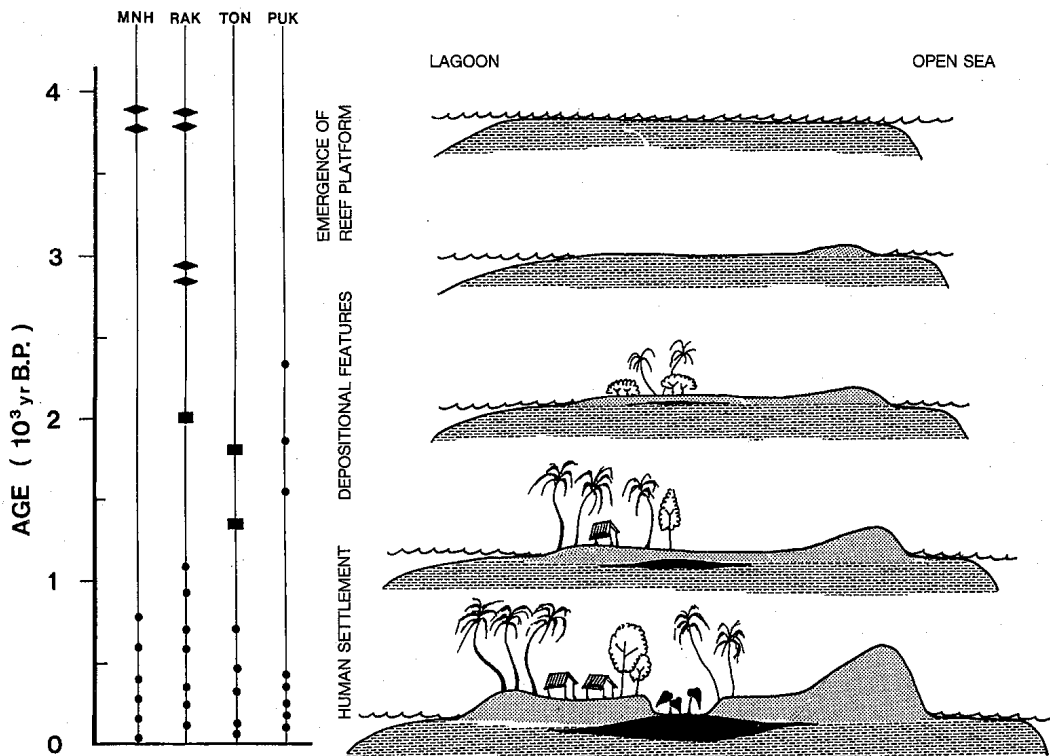 MNH RAK TON PUK
LAGOON
OPEN SEA
4
3
2
1
0
AGE ( 10³ yr B.P. )
EMERGENCE OF
REEF PLATFORM
DEPOSITIONAL FEATURES
HUMAN SETTLEMENT